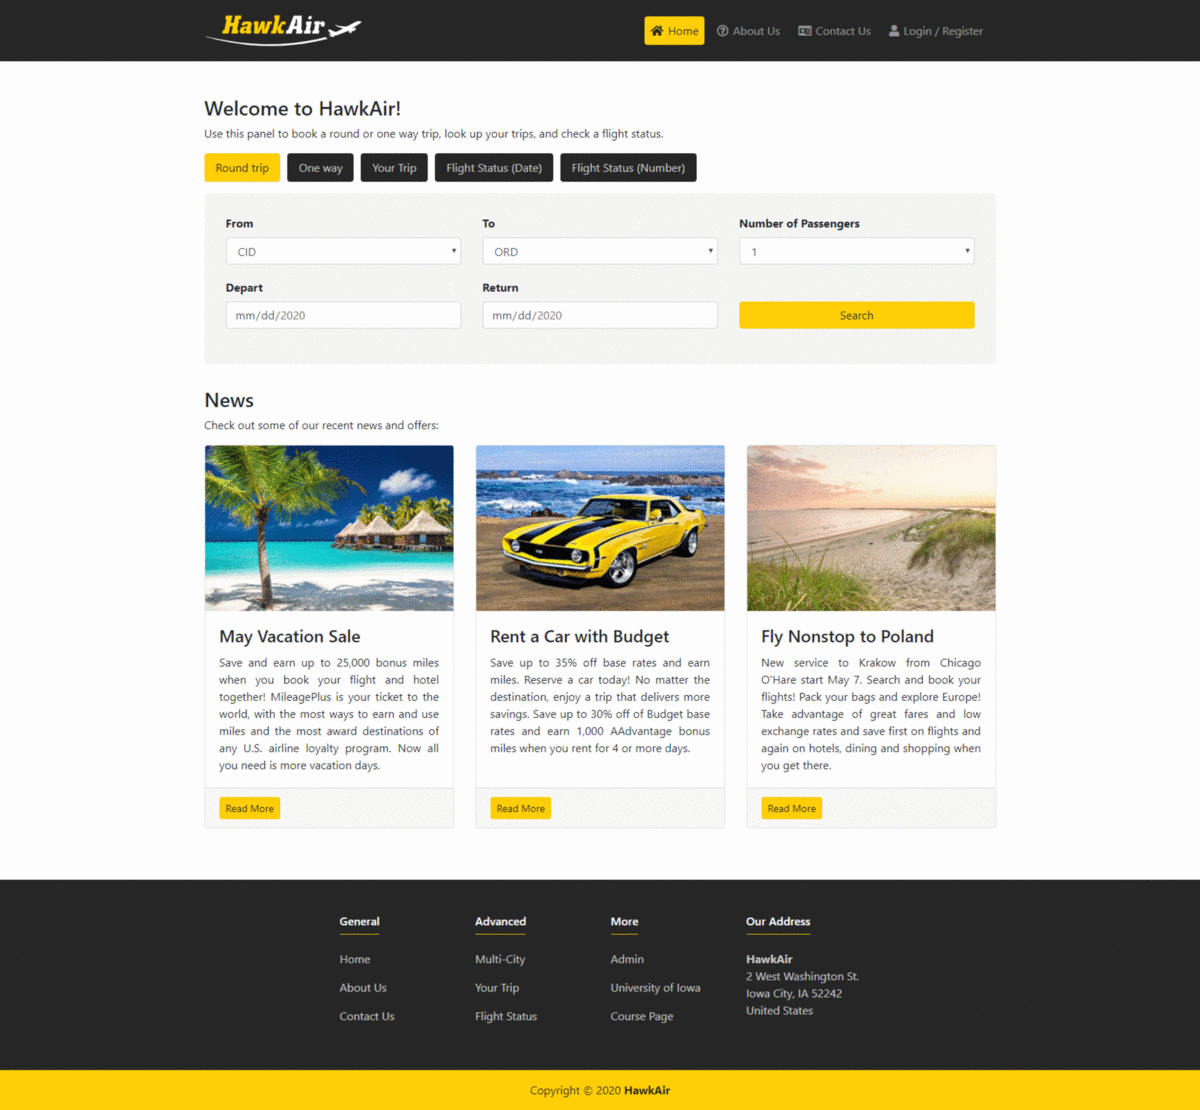 HawkAir
Home
About Us
Contact Us
Login / Register
Welcome to HawkAir!
Use this panel to book a round or one way trip, look up your trips, and check a flight status.
Round trip
One way
Your Trip
Flight Status (Date)
Flight Status (Number)
From
To
Number of Passengers
CID
ORD
1
Depart
Return
mm/dd/2020
mm/dd/2020
Search
News
Check out some of our recent news and offers:
May Vacation Sale
Save and earn up to 25,000 bonus miles
when you book your flight and hotel
together! MileagePlus is your ticket to the
world, with the most ways to earn and use
miles and the most award destinations of
any U.S. airline loyalty program. Now all
you need is more vacation days.
Read More
Rent a Car with Budget
Save up to 35% off base rates and earn
miles. Reserve a car today! No matter the
destination, enjoy a trip that delivers more
savings. Save up to 30% off of Budget base
rates and earn 1,000 AAdvantage bonus
miles when you rent for 4 or more days.
Read More
Fly Nonstop to Poland
New service to Krakow from Chicago
O'Hare start May 7. Search and book your
flights! Pack your bags and explore Europe!
Take advantage of great fares and low
exchange rates and save first on flights and
again on hotels, dining and shopping when
you get there.
Read More
General
Home
About Us
Contact Us
Advanced
Multi-City
Your Trip
Flight Status
More
Admin
University of Iowa
Course Page
Our Address
HawkAir
2 West Washington St.
Iowa City, IA 52242
United States
Copyright © 2020 HawkAir